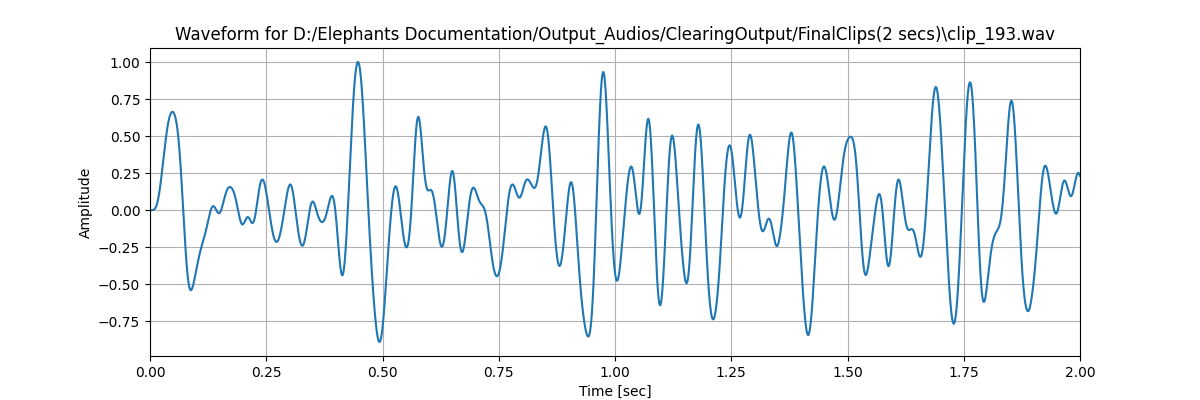 Waveform for D:/Elephants Documentation/Output_Audios/ClearingOutput/FinalClips(2 secs)\clip_193.wav
1.00
0.75
0.50
0.25
0.00
−0.25
−0.50
−0.75
Amplitude
0.00 0.25 0.50 0.75 1.00 1.25 1.50 1.75 2.00
Time [sec]